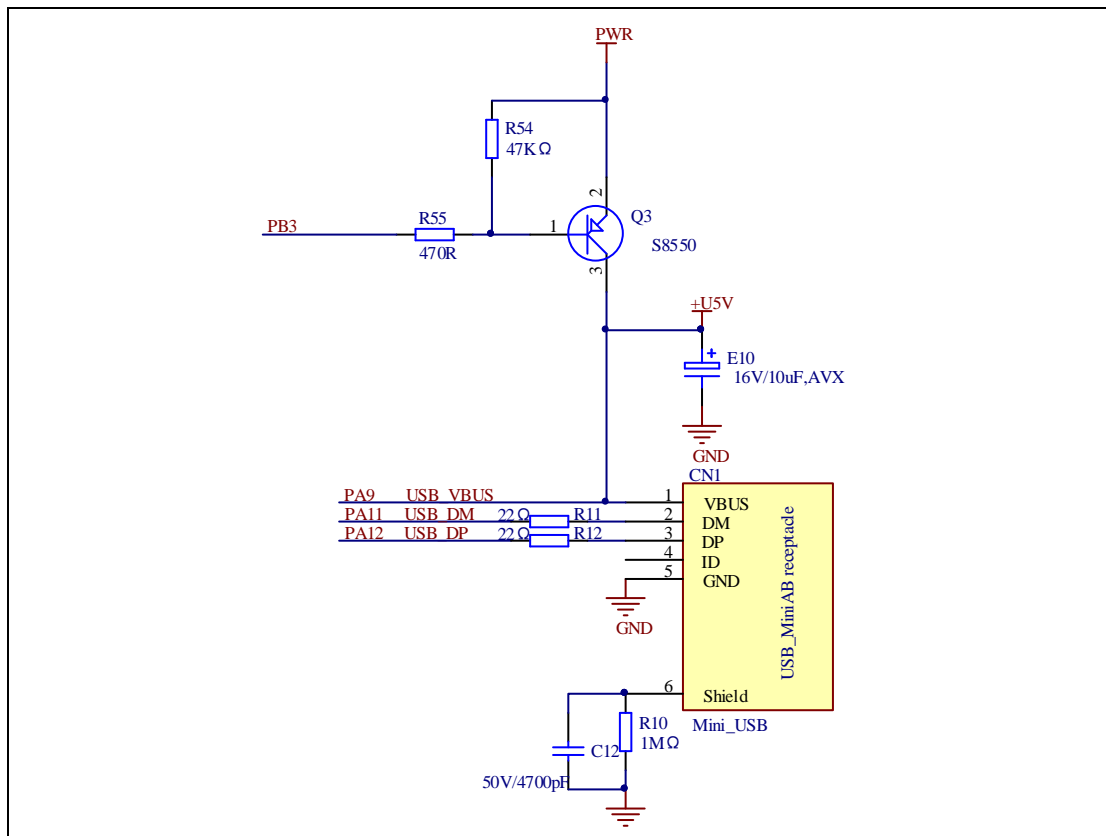 PWR
R54
47KΩ
2
Q3
PB3
R55
1
470R
S8550
3
+U5V
E10
16V/10uF,AVX
GND
CN1
PA9 USB_VBUS 1 VBUS
PA11 USB_DM 22Ω R11 2 DM
PA12 USB_DP 22Ω R12 3 DP
4 ID
5 GND
GND
USB_MiniAB receptacle
6 Shield
R10
Mini_USB
1MΩ
C12
50V/4700pF